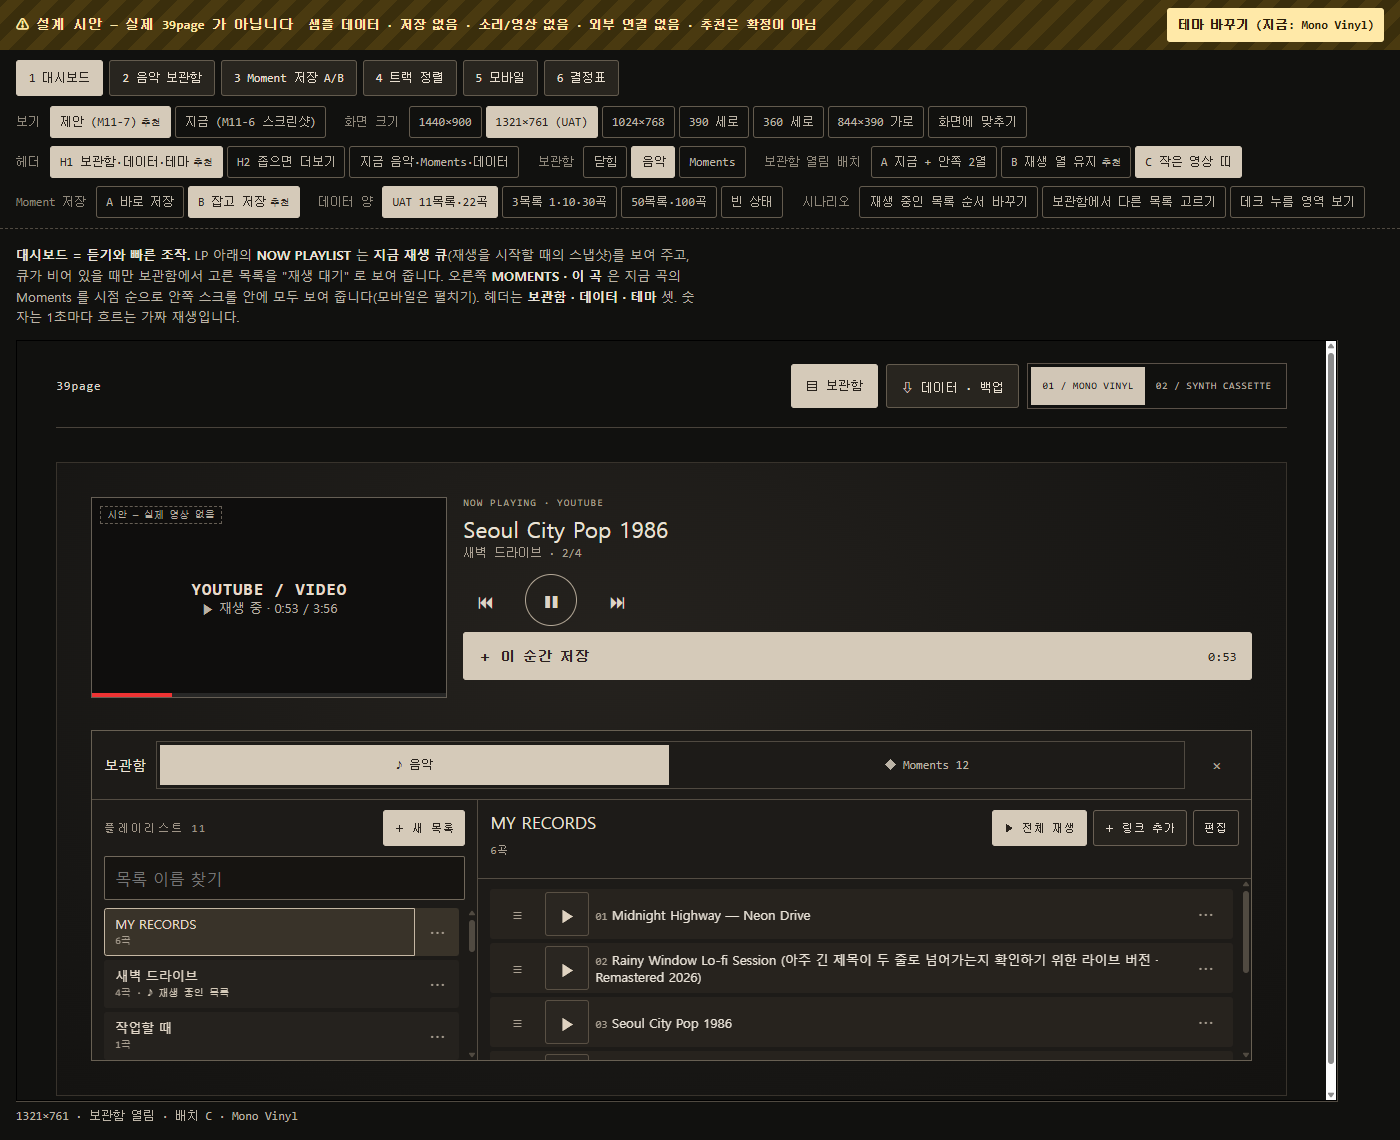 ⚠ 설계 시안 — 실제 39page 가 아닙니다 샘플 데이터 · 저장 없음 · 소리/영상 없음 · 외부 연결 없음 · 추천은 확정이 아님
테마 바꾸기 (지금: Mono Vinyl)
1 대시보드 2 음악 보관함 3 Moment 저장 A/B 4 트랙 정렬 5 모바일 6 결정표
보기 제안 (M11-7) 추천 지금 (M11-6 스크린샷) 화면 크기 1440×900 1321×761 (UAT) 1024×768 390 세로 360 세로 844×390 가로 화면에 맞추기
헤더 H1 보관함·데이터·테마 추천 H2 좁으면 더보기 지금 음악·Moments·데이터 보관함 닫힘 음악 Moments 보관함 열림 배치 A 지금 + 안쪽 2열 B 재생 열 유지 추천 C 작은 영상 띠
Moment 저장 A 바로 저장 B 잡고 저장 추천 데이터 양 UAT 11목록·22곡 3목록 1·10·30곡 50목록·100곡 빈 상태 시나리오 재생 중인 목록 순서 바꾸기 보관함에서 다른 목록 고르기 데크 누름 영역 보기
대시보드 = 듣기와 빠른 조작. LP 아래의 NOW PLAYLIST 는 지금 재생 큐(재생을 시작할 때의 스냅샷)를 보여 주고,
큐가 비어 있을 때만 보관함에서 고른 목록을 "재생 대기" 로 보여 줍니다. 오른쪽 MOMENTS · 이 곡 은 지금 곡의
Moments 를 시점 순으로 안쪽 스크롤 안에 모두 보여 줍니다(모바일은 펼치기). 헤더는 보관함 · 데이터 · 테마 셋. 숫
자는 1초마다 흐르는 가짜 재생입니다.
39page
▤ 보관함 ⇩ 데이터 · 백업 01 / MONO VINYL 02 / SYNTH CASSETTE
시안 — 실제 영상 없음
YOUTUBE / VIDEO
▶ 재생 중 · 0:53 / 3:56
NOW PLAYING · YOUTUBE
Seoul City Pop 1986
새벽 드라이브 · 2/4
+ 이 순간 저장 0:53
보관함 ♪ 음악 ◆ Moments 12 ×
플레이리스트 11 + 새 목록
목록 이름 찾기
MY RECORDS
6곡
새벽 드라이브
4곡 · ♪ 재생 중인 목록
작업할 때
1곡
MY RECORDS
6곡
▶ 전체 재생 + 링크 추가 편집
01 Midnight Highway — Neon Drive
02 Rainy Window Lo-fi Session (아주 긴 제목이 두 줄로 넘어가는지 확인하기 위한 라이브 버전 ·
Remastered 2026)
03 Seoul City Pop 1986
1321×761 · 보관함 열림 · 배치 C · Mono Vinyl